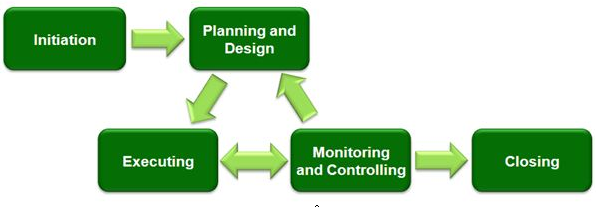 Initiation
Planning and
Design
Executing
Monitoring
and Controlling
Closing